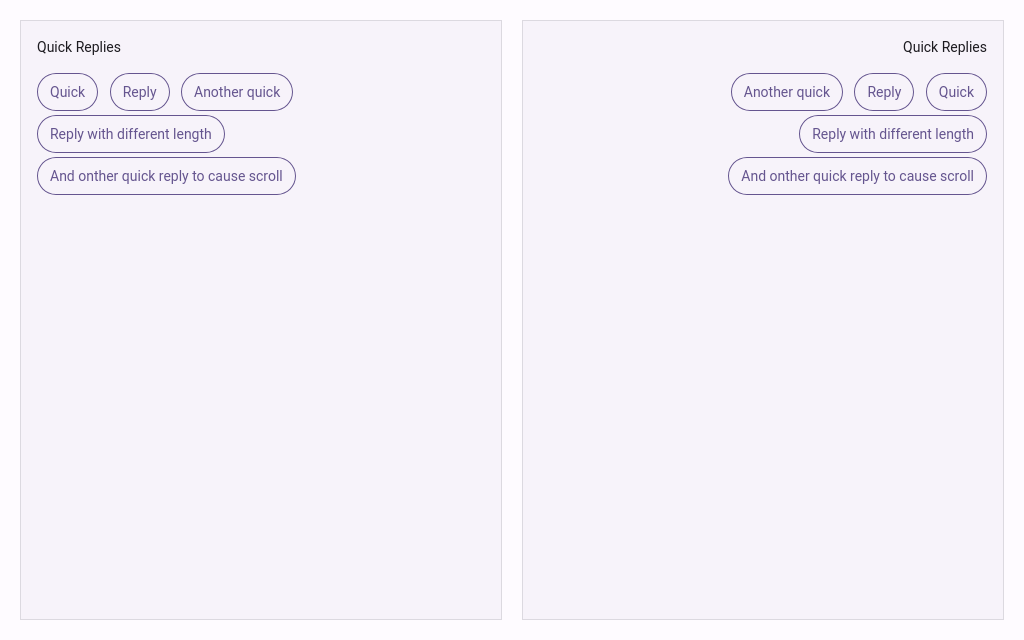 Quick Replies
Quick Reply Another quick
Reply with different length
And onther quick reply to cause scroll
Quick Replies
Another quick Reply Quick
Reply with different length
And onther quick reply to cause scroll